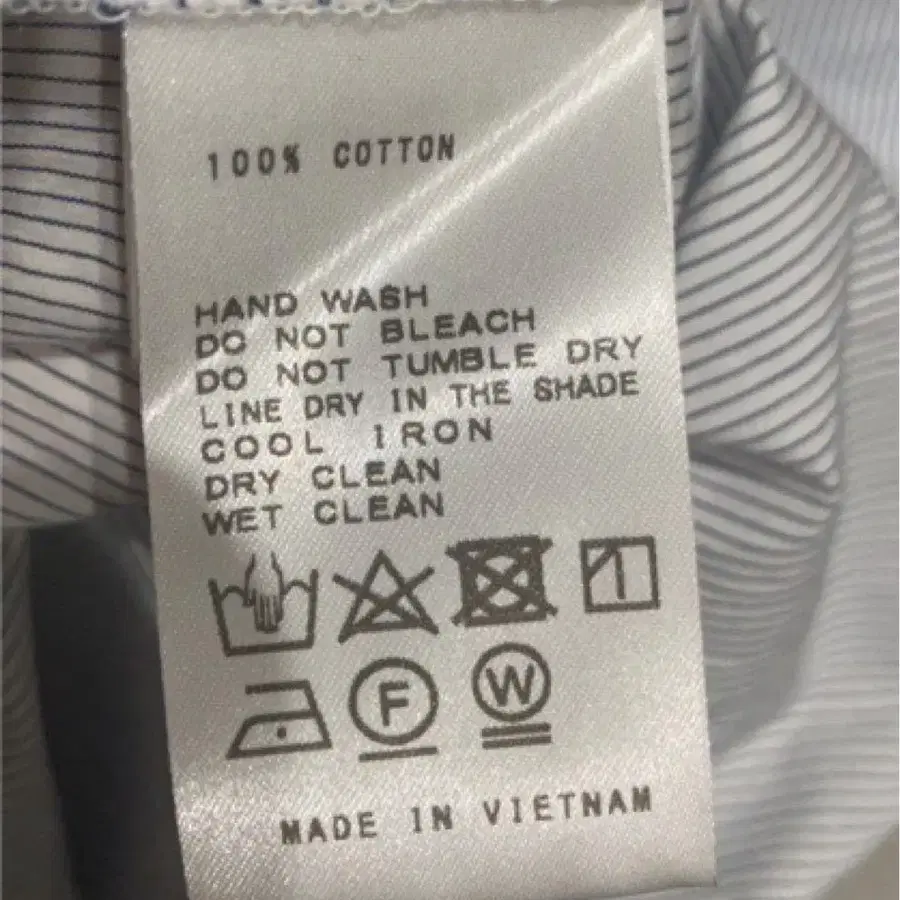 100% COTTON
HAND WASH
DO NOT BLEACH
DO NOT TUMBLE DRY
LINE DRY IN THE SHADE
COOL IRON
DRY CLEAN
WET CLEAN
F W
MADE IN VIETNAM